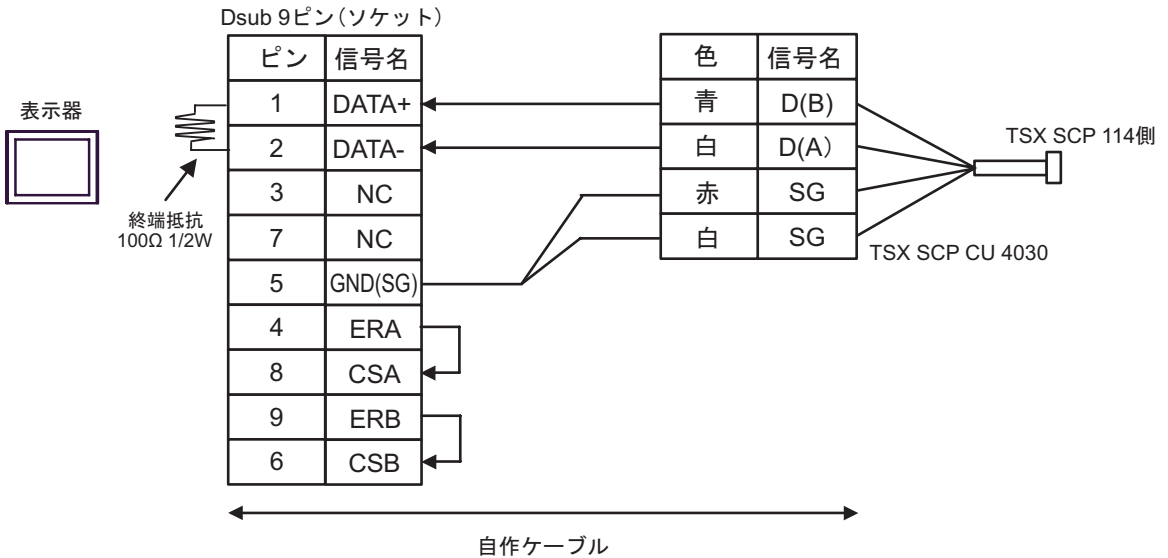 Dsub 9ピン(ソケット)
ピン 信号名
1 DATA+
2 DATA-
3 NC
7 NC
5 GND(SG)
4 ERA
8 CSA
9 ERB
6 CSB
表示器
終端抵抗
100Ω 1/2W
色 信号名
青 D(B)
白 D(A)
赤 SG
白 SG
TSX SCP 114側
TSX SCP CU 4030
自作ケーブル